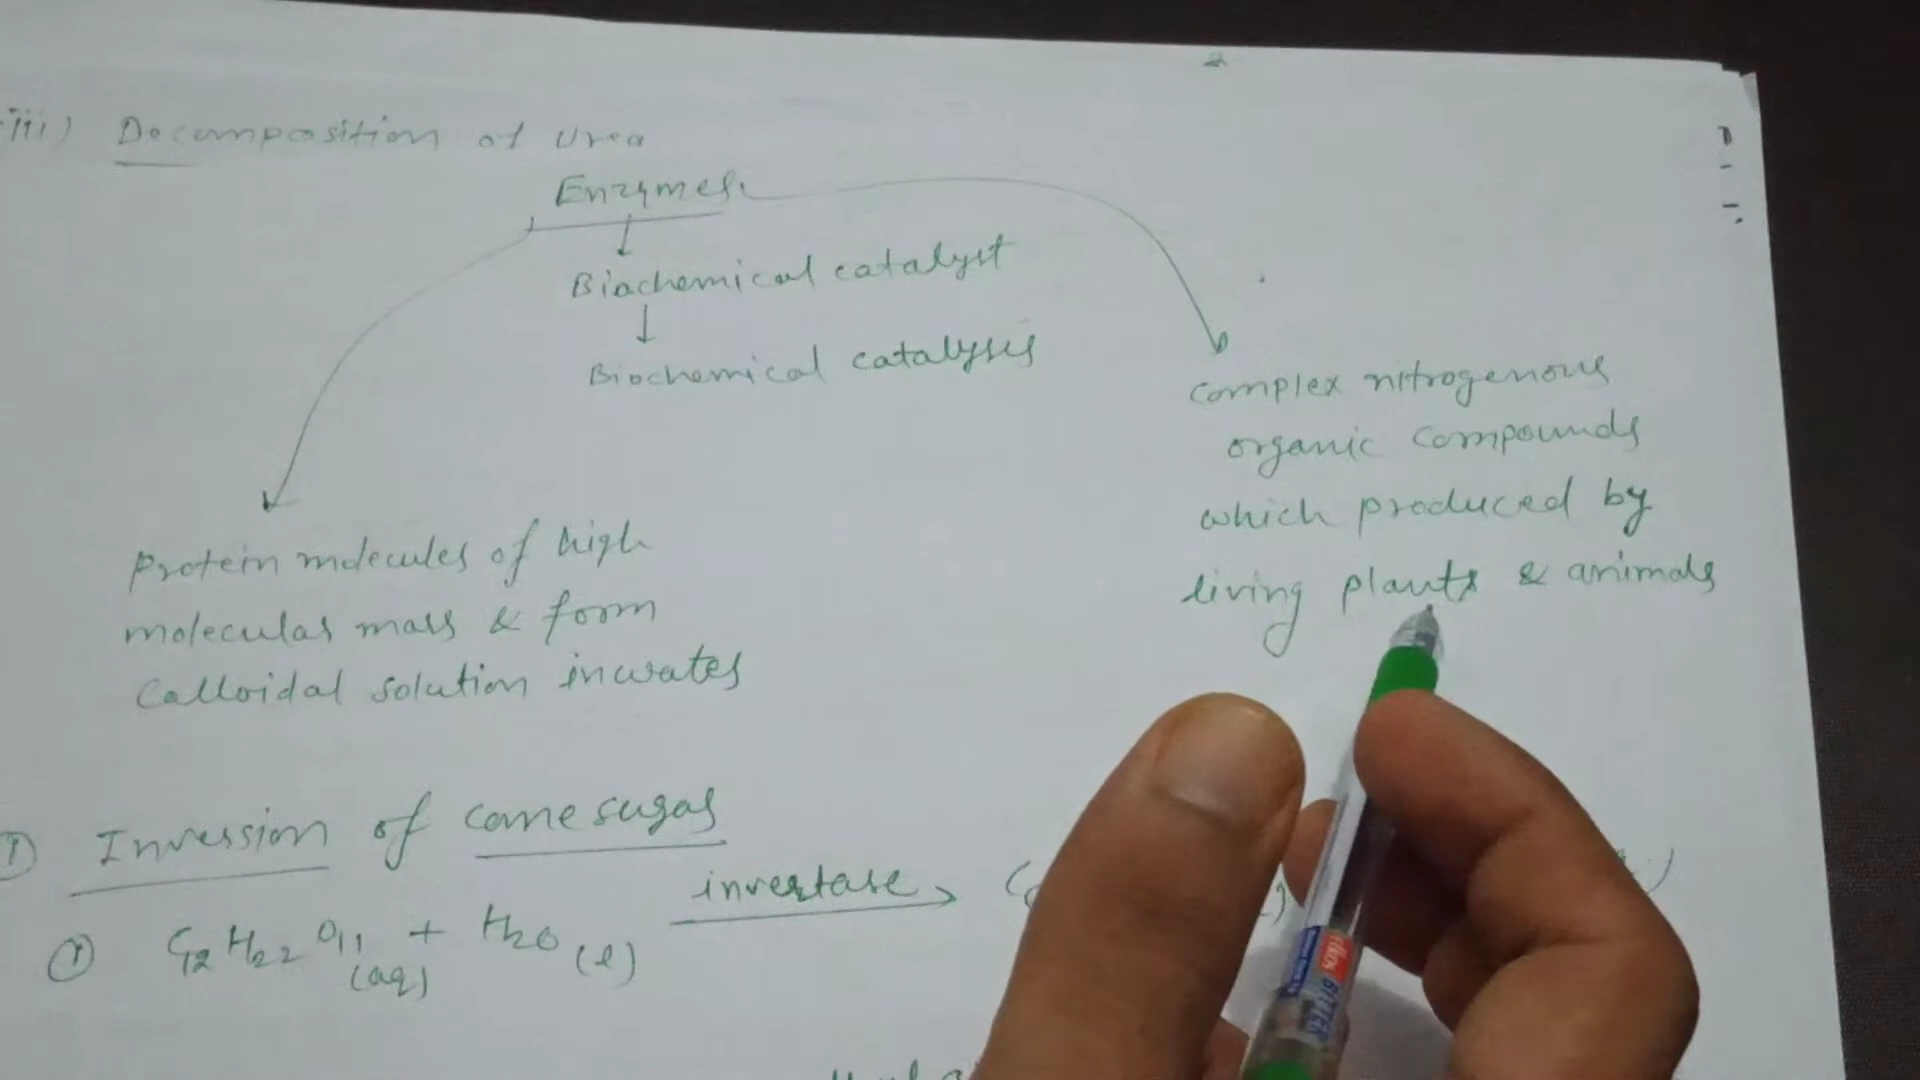 iii) Decomposition of Urea
Enzymes
Biochemical catalyst
Biochemical catalysis
complex nitrogenous
organic compounds
which produced by
living plants & animals
Protein molecules of high
molecular mass & form
Colloidal solution in water
Inversion of cane sugar
invertase
C12H22O11 (aq) + H2O (l)